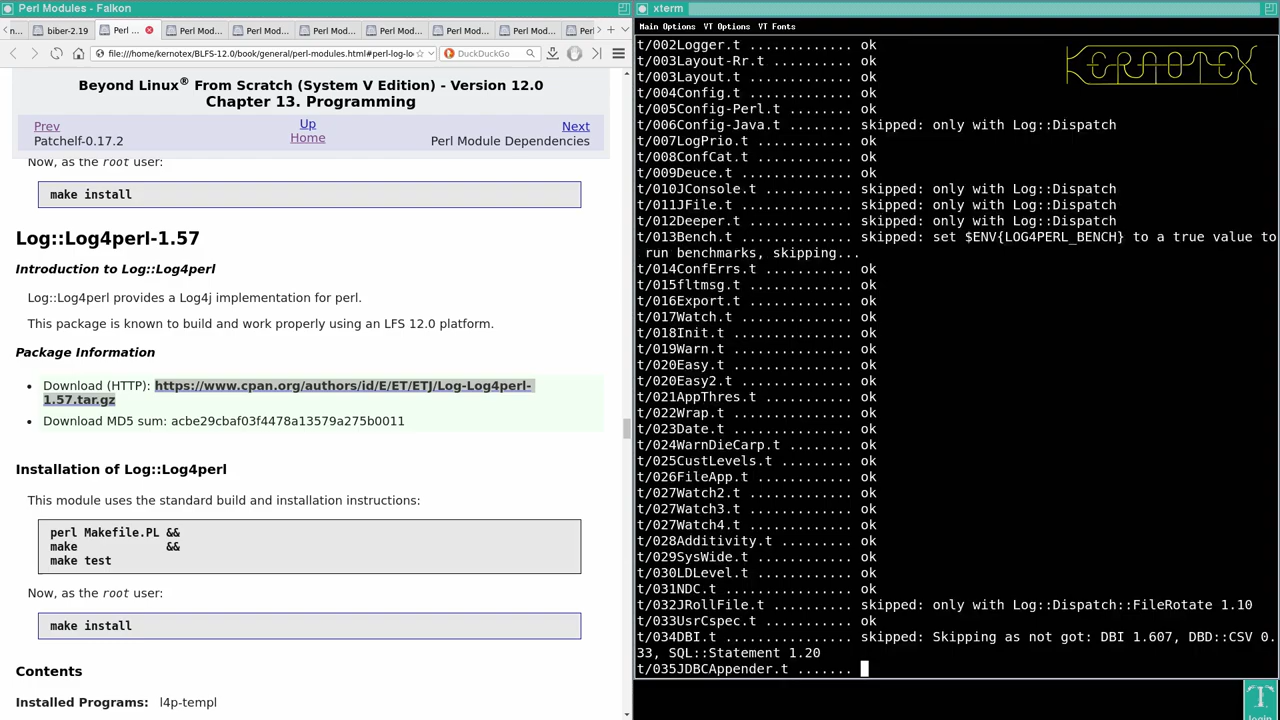 Perl Modules - Falkon
n...
biber-2.19
Perl ...
Perl Mod...
Perl Mod...
Perl Mod...
Perl Mod...
Perl Mod...
Perl Mod...
file:///home/kernotex/BLFS-12.0/book/general/perl-modules.html#perl-log-lo
DuckDuckGo
Beyond Linux® From Scratch (System V Edition) - Version 12.0
Chapter 13. Programming
Prev
Up
Next
Patchelf-0.17.2
Home
Perl Module Dependencies
Now, as the root user:
make install
Log::Log4perl-1.57
Introduction to Log::Log4perl
Log::Log4perl provides a Log4j implementation for perl.
This package is known to build and work properly using an LFS 12.0 platform.
Package Information
• Download (HTTP): https://www.cpan.org/authors/id/E/ET/ETJ/Log-Log4perl-
1.57.tar.gz
• Download MD5 sum: acbe29cbaf03f4478a13579a275b0011
Installation of Log::Log4perl
This module uses the standard build and installation instructions:
perl Makefile.PL &&
make             &&
make test
Now, as the root user:
make install
Contents
Installed Programs: l4p-templ
xterm
Main Options  VT Options  VT Fonts
KERNOTEX
t/002Logger.t ............ ok
t/003Layout-Rr.t ......... ok
t/003Layout.t ............ ok
t/004Config.t ............ ok
t/005Config-Perl.t ....... ok
t/006Config-Java.t ....... skipped: only with Log::Dispatch
t/007LogPrio.t ........... ok
t/008ConfCat.t ........... ok
t/009Deuce.t ............. ok
t/010JConsole.t .......... skipped: only with Log::Dispatch
t/011JFile.t ............. skipped: only with Log::Dispatch
t/012Deeper.t ............ skipped: only with Log::Dispatch
t/013Bench.t ............. skipped: set $ENV{LOG4PERL_BENCH} to a true value to
run benchmarks, skipping...
t/014ConfErrs.t .......... ok
t/015fltmsg.t ............ ok
t/016Export.t ............ ok
t/017Watch.t ............. ok
t/018Init.t .............. ok
t/019Warn.t .............. ok
t/020Easy.t .............. ok
t/020Easy2.t ............. ok
t/021AppThres.t .......... ok
t/022Wrap.t .............. ok
t/023Date.t .............. ok
t/024WarnDieCarp.t ....... ok
t/025CustLevels.t ........ ok
t/026FileApp.t ........... ok
t/027Watch2.t ............ ok
t/027Watch3.t ............ ok
t/027Watch4.t ............ ok
t/028Additivity.t ........ ok
t/029SysWide.t ........... ok
t/030LDLevel.t ........... ok
t/031NDC.t ............... ok
t/032JRollFile.t ......... skipped: only with Log::Dispatch::FileRotate 1.10
t/033UsrCspec.t .......... ok
t/034DBI.t ............... skipped: Skipping as not got: DBI 1.607, DBD::CSV 0.
33, SQL::Statement 1.20
t/035JDBCAppender.t .......
login